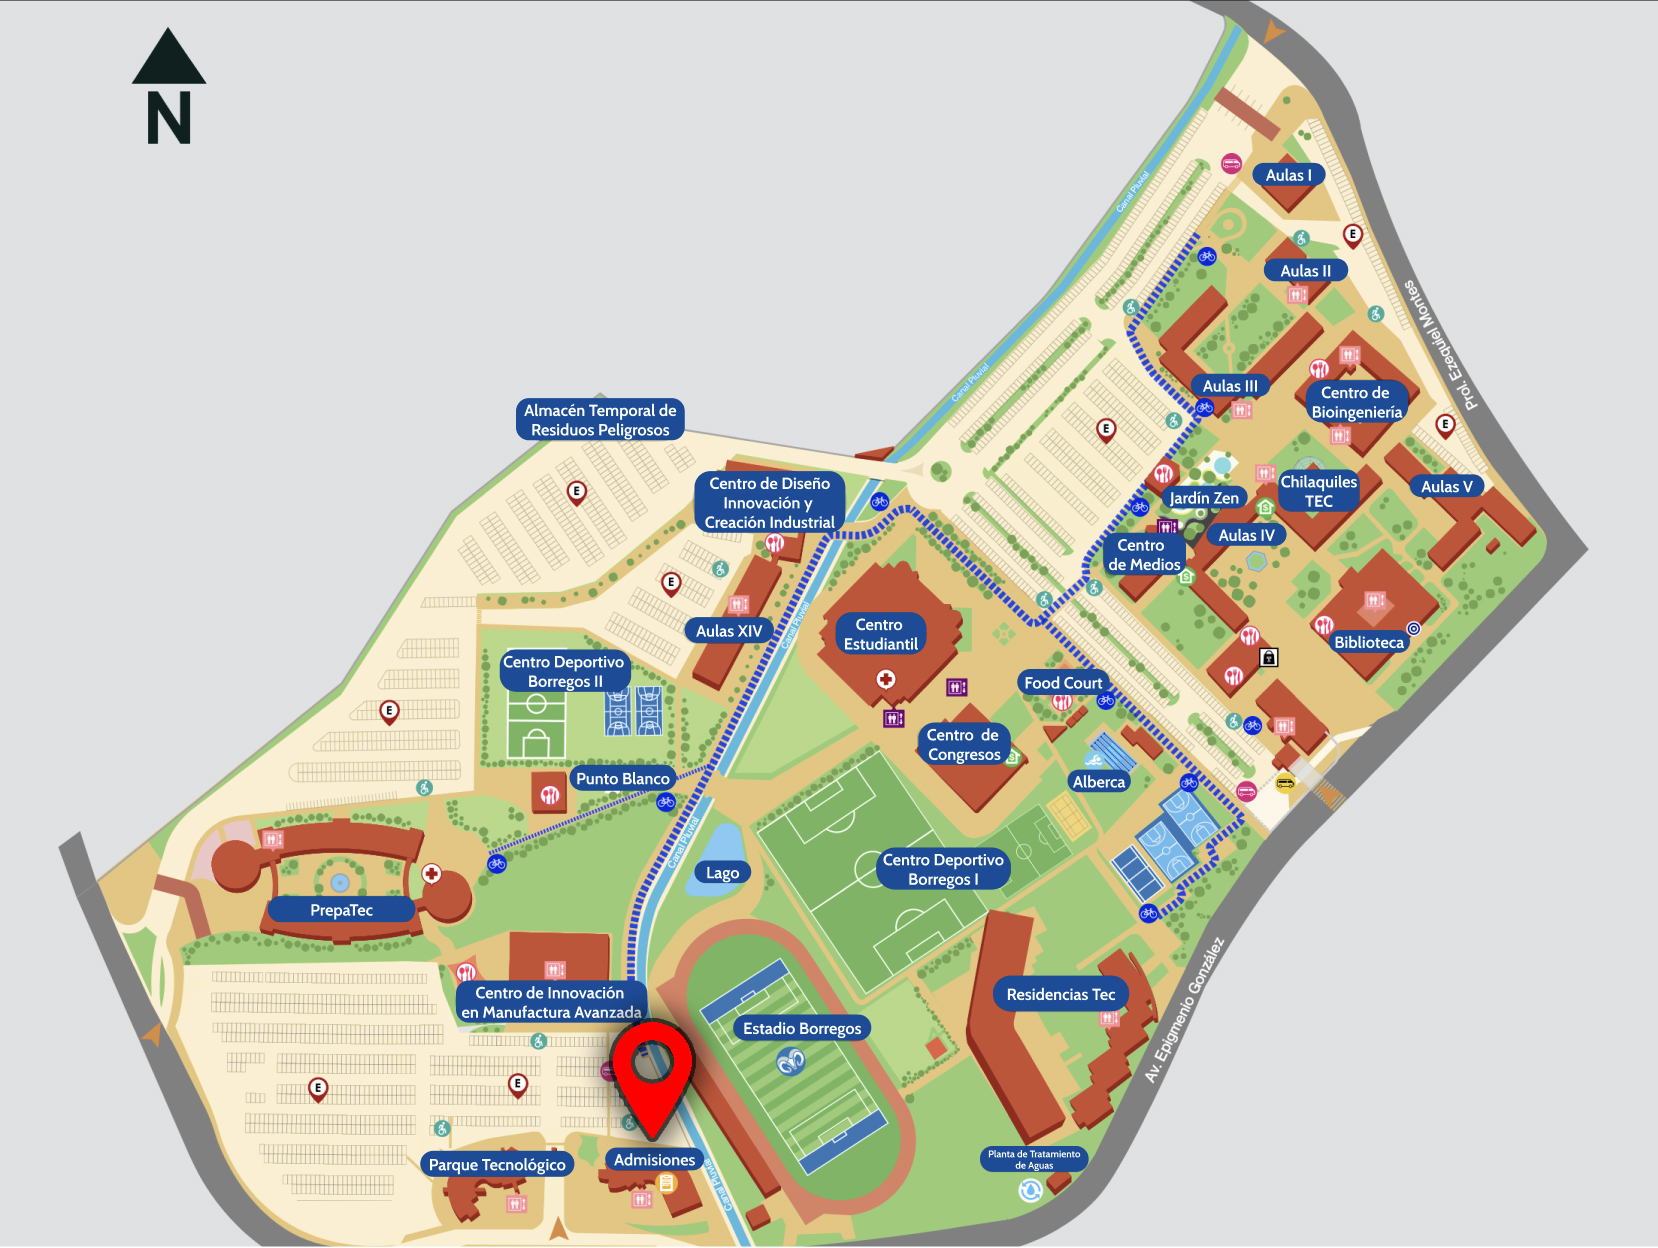 N
Canal Pluvial
Aulas I
E
Aulas II
Prol. Ezequiel Montes
Canal Pluvial
Aulas III
Centro de
Bioingeniería
Almacén Temporal de
Residuos Peligrosos
E
E
E
Centro de Diseño
Innovación y
Creación Industrial
Jardín Zen
Chilaquiles
TEC
Aulas V
Aulas IV
Centro
de Medios
E
Aulas XIV
Canal Pluvial
Centro
Estudiantil
Biblioteca
Centro Deportivo
Borregos II
Food Court
E
Centro de
Congresos
Punto Blanco
Alberca
Canal Pluvial
Lago
Centro Deportivo
Borregos I
PrepaTec
Centro de Innovación
en Manufactura Avanzada
Residencias Tec
Estadio Borregos
Av. Epigmenio González
E
E
Parque Tecnológico
Admisiones
Canal Pluvial
Planta de Tratamiento
de Aguas